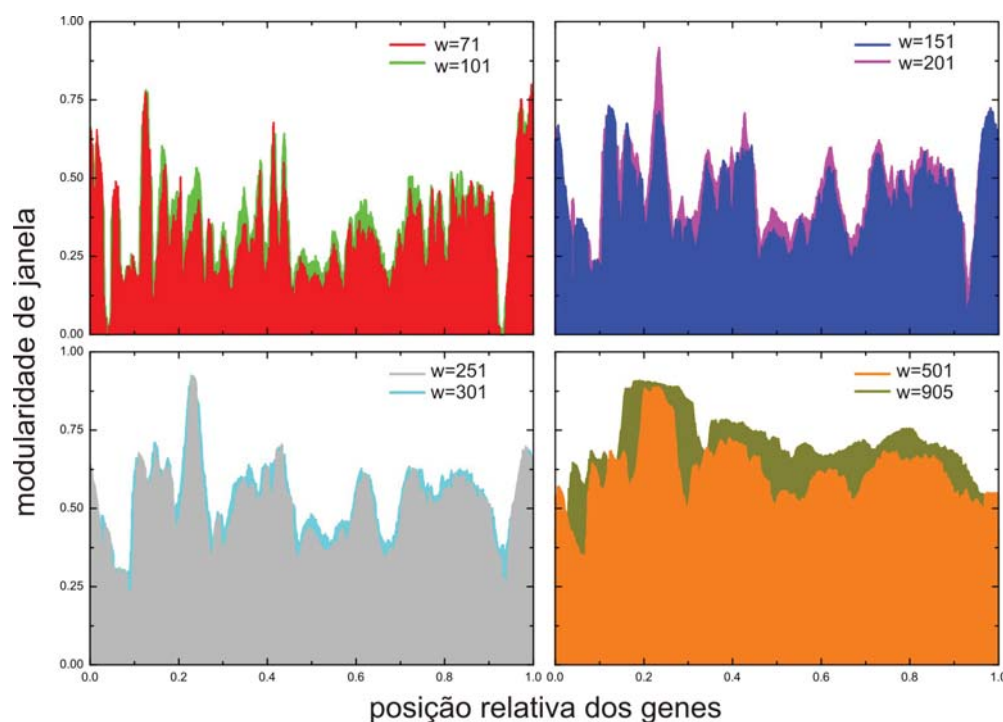 1.00
0.75
0.50
0.25
0.00
w=71
w=101
w=151
w=201
1.00
0.75
0.50
0.25
0.00
w=251
w=301
w=501
w=905
0.0 0.2 0.4 0.6 0.8 1.0
0.0 0.2 0.4 0.6 0.8 1.0
modularidade de janela
posição relativa dos genes